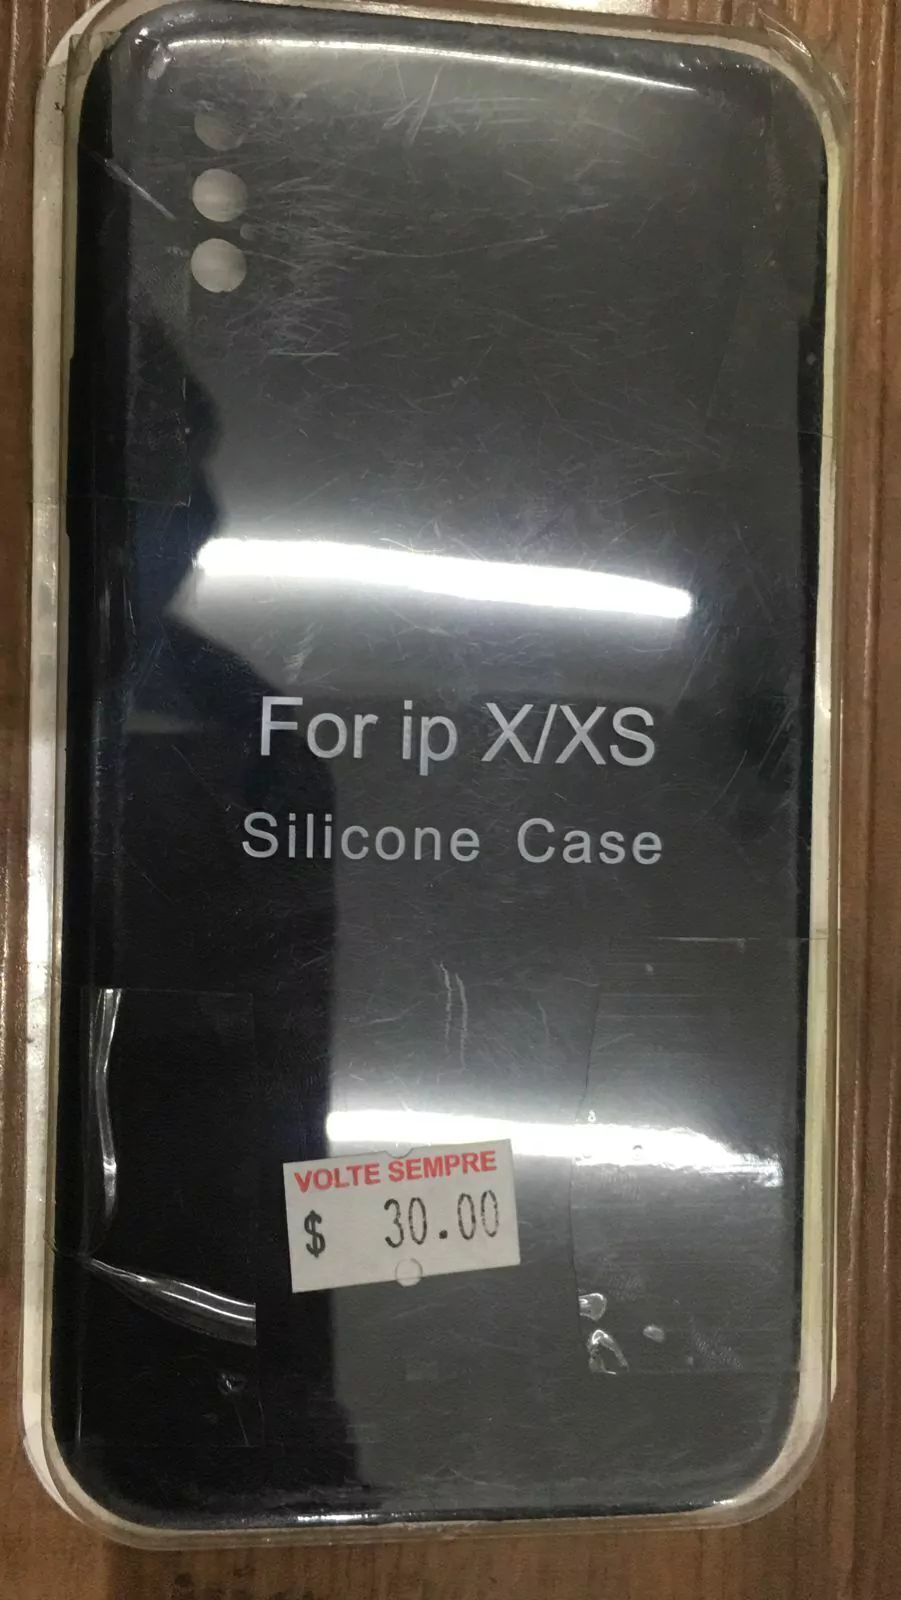 For ip X/XS
Silicone Case
VOLTE SEMPRE
$ 30.00